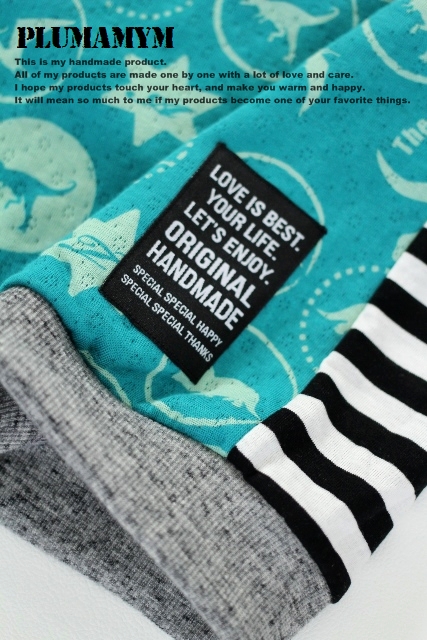 PLUMAMYM
This is my handmade product.
All of my products are made one by one with a lot of love and care.
I hope my products touch your heart, and make you warm and happy.
It will mean so much to me if my products become one of your favorite things.
The
LOVE IS BEST.
YOUR LIFE.
LET'S ENJOY.
ORIGINAL
HANDMADE
SPECIAL SPECIAL HAPPY
SPECIAL SPECIAL THANKS